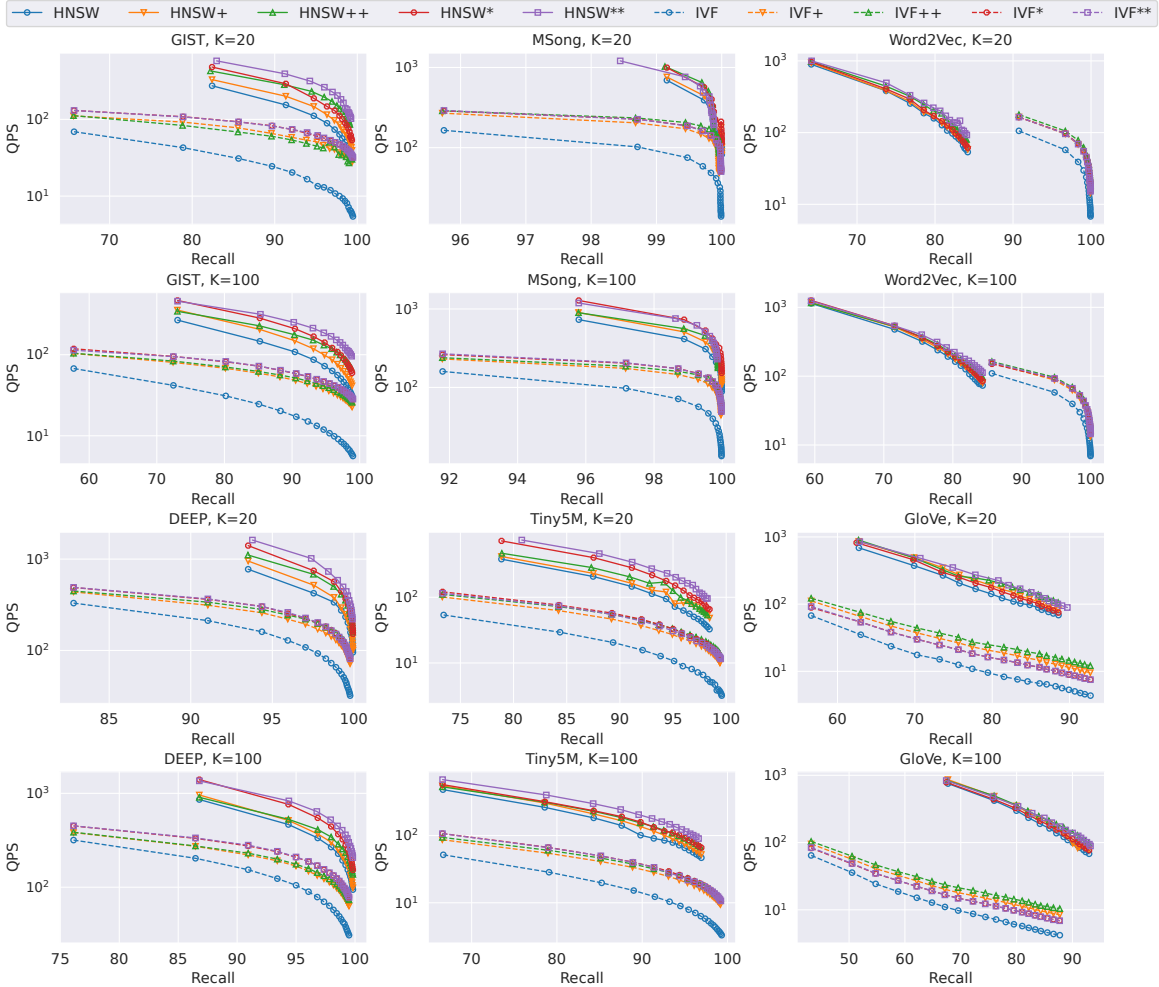 HNSW HNSW+ HNSW++ HNSW* HNSW** IVF IVF+ IVF++ IVF* IVF**
GIST, K=20 MSong, K=20 Word2Vec, K=20
QPS 10² 10¹
70 80 90 100
Recall
QPS 10³ 10²
96 97 98 99 100
Recall
QPS 10³ 10² 10¹
70 80 90 100
Recall
GIST, K=100 MSong, K=100 Word2Vec, K=100
QPS 10² 10¹
60 70 80 90 100
Recall
QPS 10³ 10²
92 94 96 98 100
Recall
QPS 10³ 10² 10¹
60 70 80 90 100
Recall
DEEP, K=20 Tiny5M, K=20 GloVe, K=20
QPS 10³ 10²
85 90 95 100
Recall
QPS 10² 10¹
75 80 85 90 95 100
Recall
QPS 10³ 10² 10¹
60 70 80 90
Recall
DEEP, K=100 Tiny5M, K=100 GloVe, K=100
QPS 10³ 10²
75 80 85 90 95 100
Recall
QPS 10² 10¹
70 80 90 100
Recall
QPS 10³ 10² 10¹
50 60 70 80 90
Recall